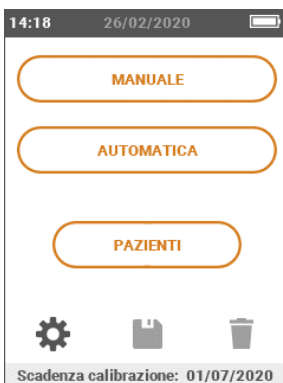 14:18 26/02/2020
MANUALE
AUTOMATICA
PAZIENTI
Scadenza calibrazione: 01/07/2020